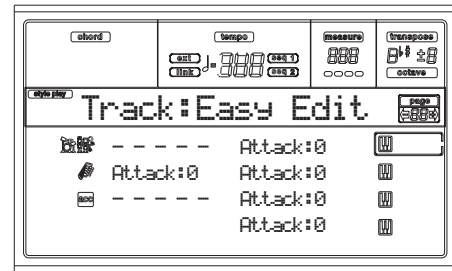 chord tempo measure transpose
ext seq 1
link seq 2
octave
style play Track:Easy Edit page
- - - - - Attack:0 W
Attack:0 Attack:0 W
acc - - - - - Attack:0 W
Attack:0 W